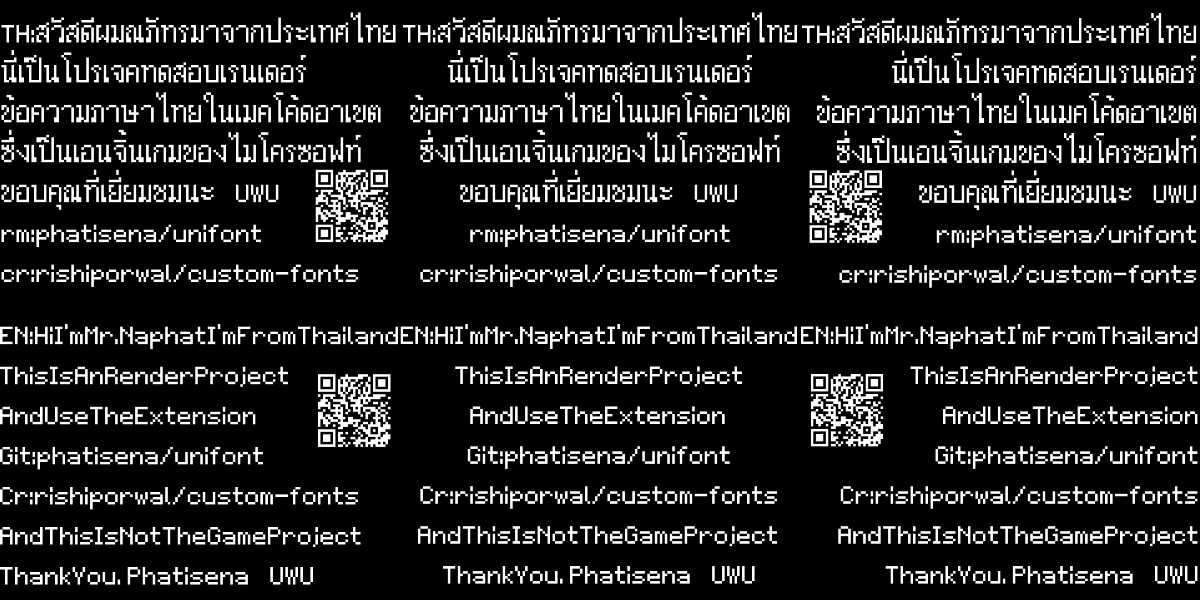 TH:สวัสดีผมณภัทรมาจากประเทศไทย
นี่เป็นโปรเจคทดสอบเรนเดอร์
ข้อความภาษาไทยในเมคโค้ดอาเขต
ซึ่งเป็นเอนจิ้นเกมของไมโครซอฟท์
ขอบคุณที่เยี่ยมชมนะ UWU
rm:phatisena/unifont
cr:rishiporwal/custom-fonts
TH:สวัสดีผมณภัทรมาจากประเทศไทย
นี่เป็นโปรเจคทดสอบเรนเดอร์
ข้อความภาษาไทยในเมคโค้ดอาเขต
ซึ่งเป็นเอนจิ้นเกมของไมโครซอฟท์
ขอบคุณที่เยี่ยมชมนะ UWU
rm:phatisena/unifont
cr:rishiporwal/custom-fonts
TH:สวัสดีผมณภัทรมาจากประเทศไทย
นี่เป็นโปรเจคทดสอบเรนเดอร์
ข้อความภาษาไทยในเมคโค้ดอาเขต
ซึ่งเป็นเอนจิ้นเกมของไมโครซอฟท์
ขอบคุณที่เยี่ยมชมนะ UWU
rm:phatisena/unifont
cr:rishiporwal/custom-fonts
EN:HiI'mMr.NaphatI'mFromThailand
ThisIsAnRenderProject
AndUseTheExtension
Git:phatisena/unifont
Cr:rishiporwal/custom-fonts
AndThisIsNotTheGameProject
ThankYou. Phatisena UWU
EN:HiI'mMr.NaphatI'mFromThailand
ThisIsAnRenderProject
AndUseTheExtension
Git:phatisena/unifont
Cr:rishiporwal/custom-fonts
AndThisIsNotTheGameProject
ThankYou. Phatisena UWU
EN:HiI'mMr.NaphatI'mFromThailand
ThisIsAnRenderProject
AndUseTheExtension
Git:phatisena/unifont
Cr:rishiporwal/custom-fonts
AndThisIsNotTheGameProject
ThankYou. Phatisena UWU